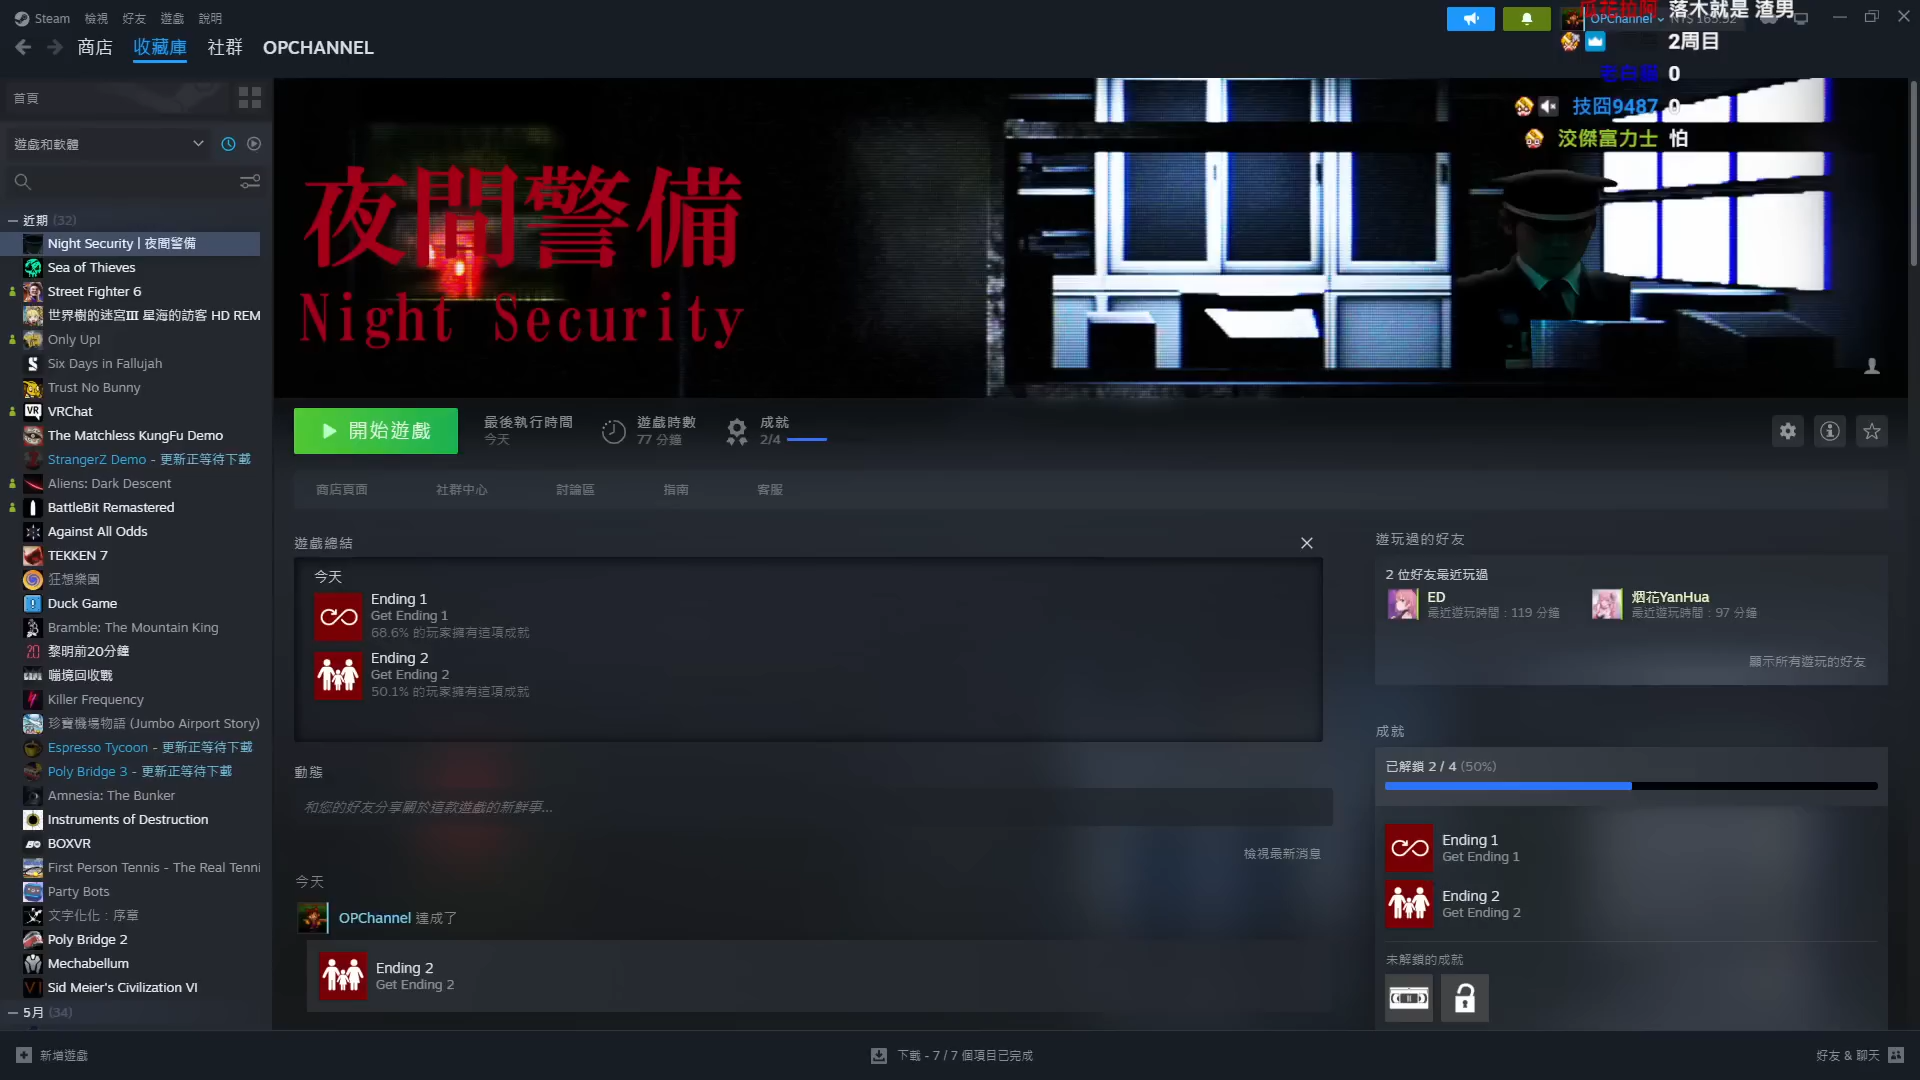 Steam 檢視 好友 遊戲 說明
OPChannel
落木就是 渣男
商店 收藏庫 社群 OPCHANNEL
2周目
老白貓 0
首頁
技囧9487 0
洨傑富力士 怕
遊戲和軟體
夜間警備
Night Security
近期 (32)
Night Security | 夜間警備
Sea of Thieves
Street Fighter 6
世界樹的迷宮III 星海的訪客 HD REM
Only Up!
Six Days in Fallujah
Trust No Bunny
VRChat
The Matchless KungFu Demo
StrangerZ Demo - 更新正等待下載
Aliens: Dark Descent
BattleBit Remastered
Against All Odds
TEKKEN 7
狂想樂園
Duck Game
Bramble: The Mountain King
黎明前20分鐘
嘣境回收戰
Killer Frequency
珍寶機場物語 (Jumbo Airport Story)
Espresso Tycoon - 更新正等待下載
Poly Bridge 3 - 更新正等待下載
Amnesia: The Bunker
Instruments of Destruction
BOXVR
First Person Tennis - The Real Tenni
Party Bots
文字化化：序章
Poly Bridge 2
Mechabellum
Sid Meier's Civilization VI
5月 (34)
開始遊戲
最後執行時間
今天
遊戲時數
77 分鐘
成就
2/4
商店頁面 社群中心 討論區 指南 客服
遊戲總結
今天
Ending 1
Get Ending 1
68.6% 的玩家擁有這項成就
Ending 2
Get Ending 2
50.1% 的玩家擁有這項成就
動態
和您的好友分享關於這款遊戲的新鮮事...
檢視最新消息
今天
OPChannel 達成了
Ending 2
Get Ending 2
遊玩過的好友
2 位好友最近玩過
ED
最近遊玩時間：119 分鐘
烟花YanHua
最近遊玩時間：97 分鐘
顯示所有遊玩的好友
成就
已解鎖 2 / 4 (50%)
Ending 1
Get Ending 1
Ending 2
Get Ending 2
未解鎖的成就
新增遊戲
下載 - 7 / 7 個項目已完成
好友 & 聊天